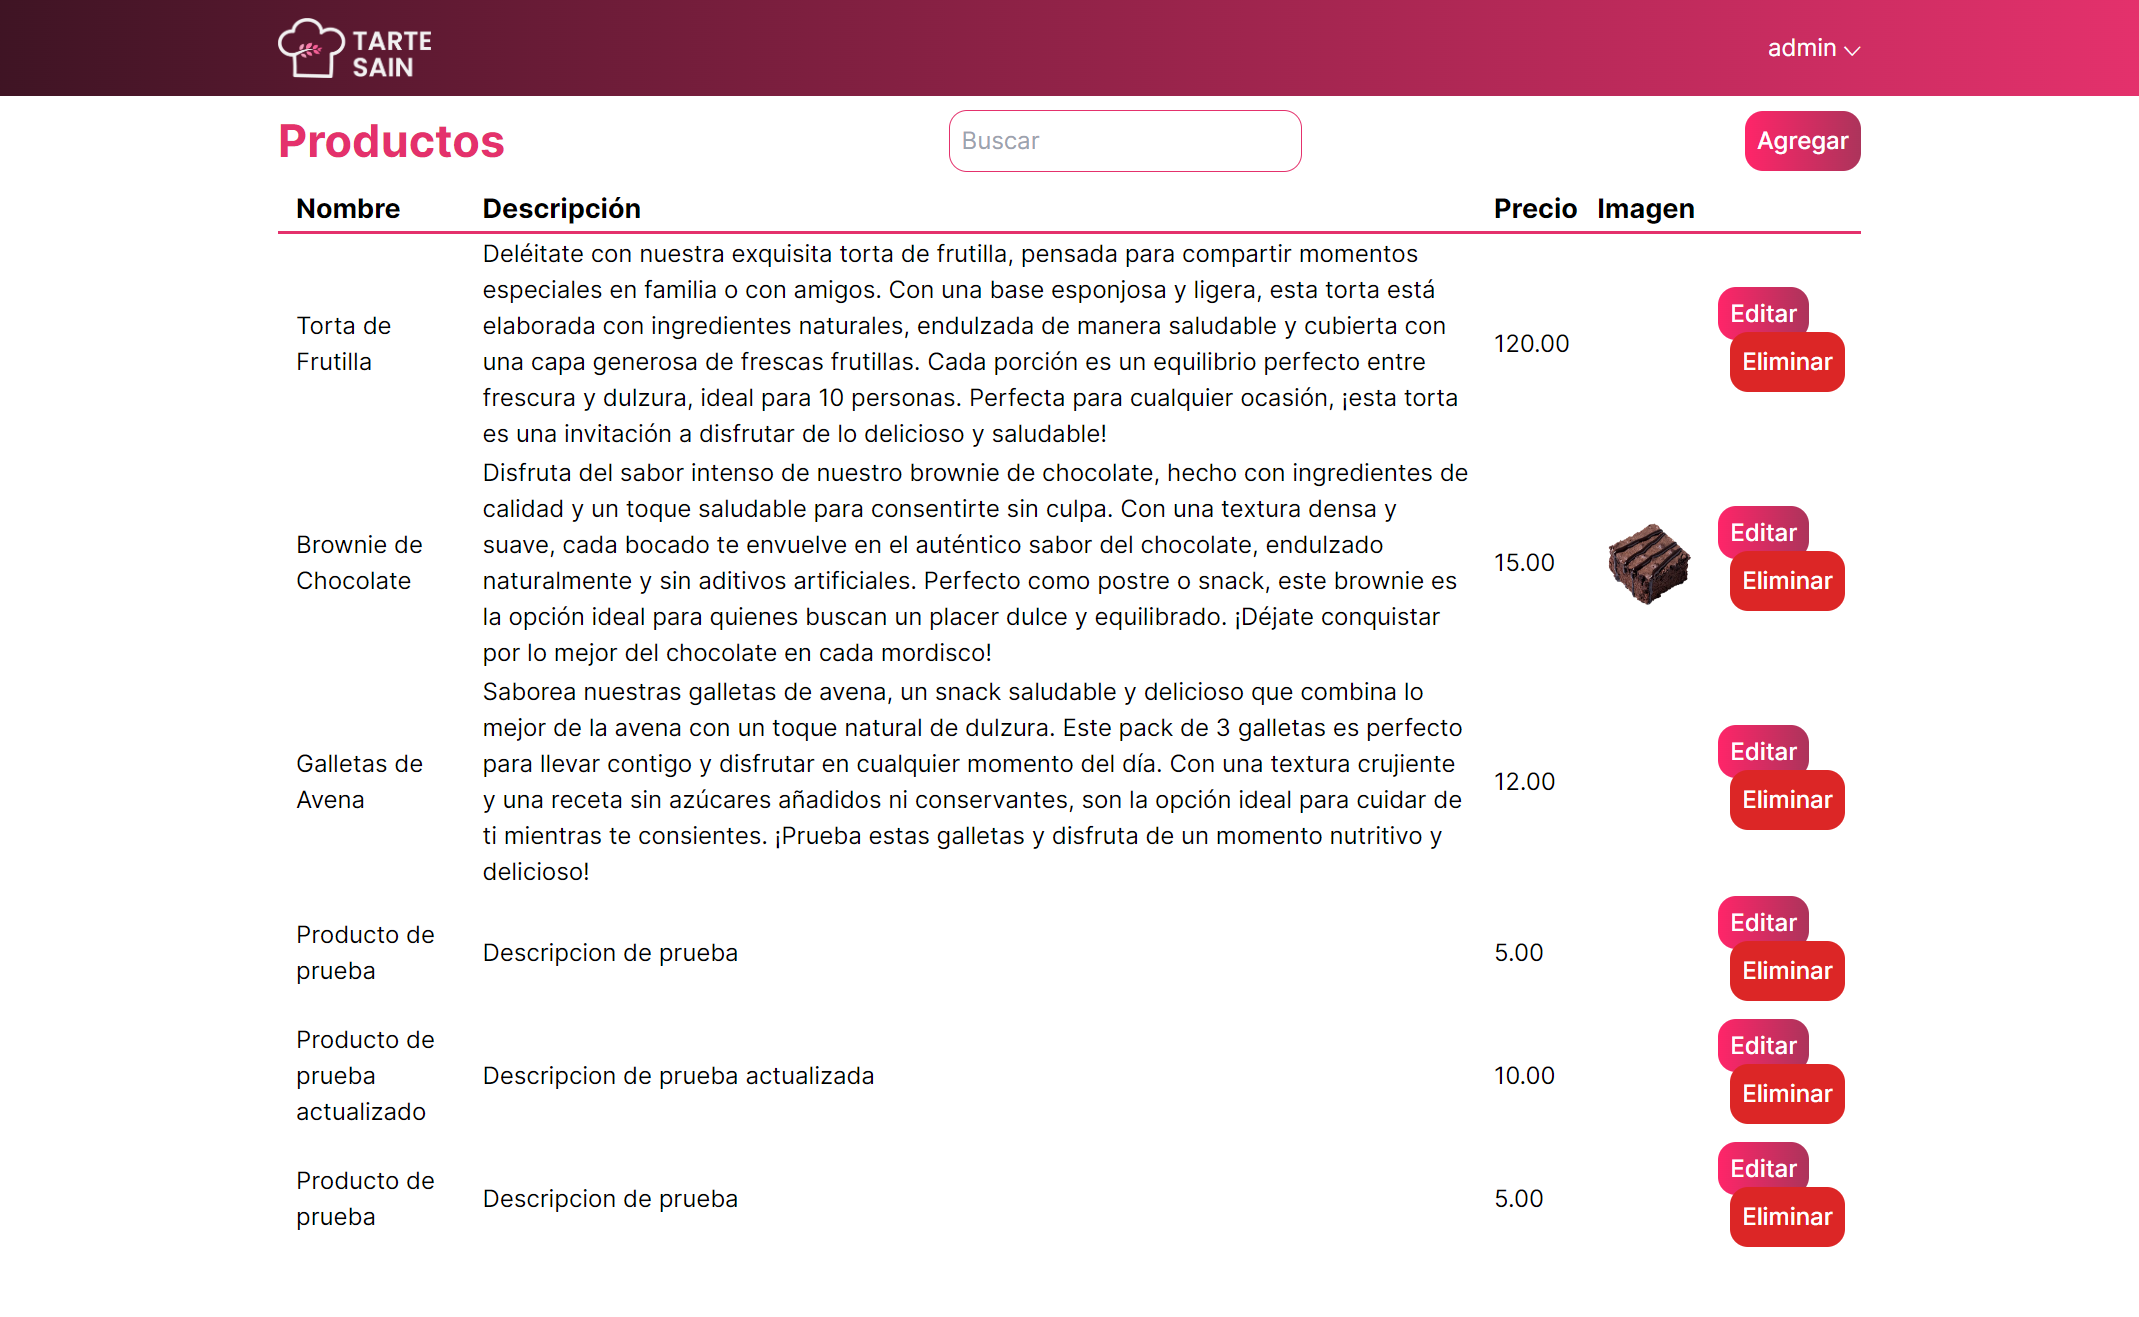 TARTE
SAIN
admin
Productos
Buscar
Agregar
Nombre Descripción Precio Imagen
Torta de
Frutilla
Deléitate con nuestra exquisita torta de frutilla, pensada para compartir momentos
especiales en familia o con amigos. Con una base esponjosa y ligera, esta torta está
elaborada con ingredientes naturales, endulzada de manera saludable y cubierta con
una capa generosa de frescas frutillas. Cada porción es un equilibrio perfecto entre
frescura y dulzura, ideal para 10 personas. Perfecta para cualquier ocasión, ¡esta torta
es una invitación a disfrutar de lo delicioso y saludable!
120.00
Editar
Eliminar
Brownie de
Chocolate
Disfruta del sabor intenso de nuestro brownie de chocolate, hecho con ingredientes de
calidad y un toque saludable para consentirte sin culpa. Con una textura densa y
suave, cada bocado te envuelve en el auténtico sabor del chocolate, endulzado
naturalmente y sin aditivos artificiales. Perfecto como postre o snack, este brownie es
la opción ideal para quienes buscan un placer dulce y equilibrado. ¡Déjate conquistar
por lo mejor del chocolate en cada mordisco!
15.00
Editar
Eliminar
Galletas de
Avena
Saborea nuestras galletas de avena, un snack saludable y delicioso que combina lo
mejor de la avena con un toque natural de dulzura. Este pack de 3 galletas es perfecto
para llevar contigo y disfrutar en cualquier momento del día. Con una textura crujiente
y una receta sin azúcares añadidos ni conservantes, son la opción ideal para cuidar de
ti mientras te consientes. ¡Prueba estas galletas y disfruta de un momento nutritivo y
delicioso!
12.00
Editar
Eliminar
Producto de
prueba
Descripcion de prueba
5.00
Editar
Eliminar
Producto de
prueba
actualizado
Descripcion de prueba actualizada
10.00
Editar
Eliminar
Producto de
prueba
Descripcion de prueba
5.00
Editar
Eliminar